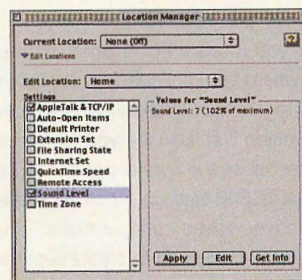 Location Manager
Current Location: None (Off)
Edit Locations
Edit Location: Home
Settings
AppleTalk & TCP/IP
Auto-Open Items
Default Printer
Extension Set
File Sharing State
Internet Set
QuickTime Speed
Remote Access
Sound Level
Time Zone
Values for "Sound Level"
Sound Level: 7 (102% of maximum)
Apply
Edit
Get Info